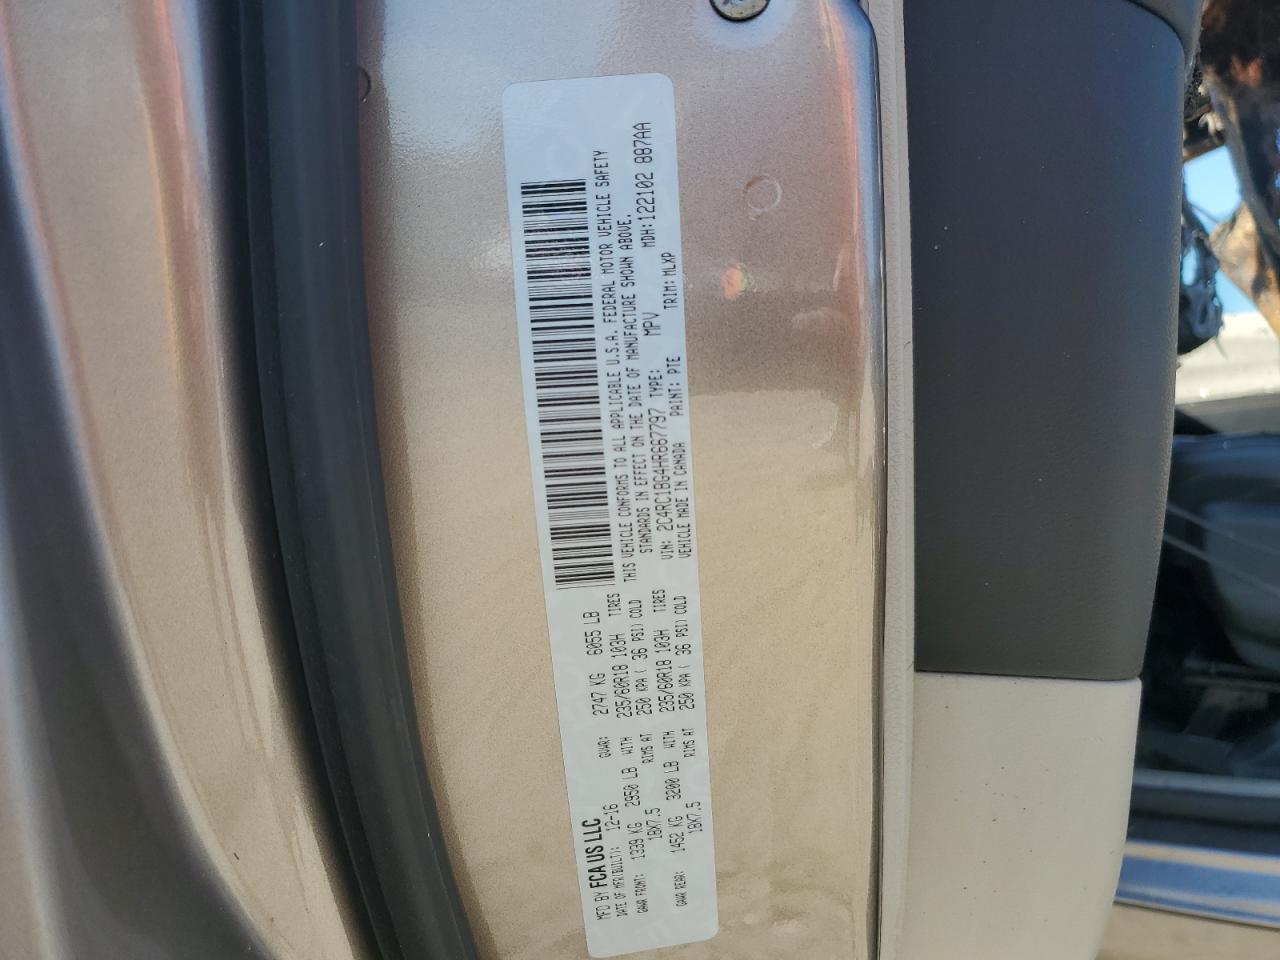 MFD BY FCA US LLC
DATE OF MFR(BUILT): 12-16 GVWR: 2747 KG 6055 LB
GAWR FRONT: 1339 KG 2950 LB WITH 235/60R18 103H TIRES
18X7.5 RIMS AT 250 KPA ( 36 PSI) COLD
GAWR REAR: 1452 KG 3200 LB WITH 235/60R18 103H TIRES
18X7.5 RIMS AT 250 KPA ( 36 PSI) COLD
THIS VEHICLE CONFORMS TO ALL APPLICABLE U.S.A. FEDERAL MOTOR VEHICLE SAFETY
STANDARDS IN EFFECT ON THE DATE OF MANUFACTURE SHOWN ABOVE.
VIN: 2C4RC1BG4HR667797 TYPE: MPV MDH:122102 887AA
VEHICLE MADE IN CANADA PAINT: PTE TRIM: MLXP